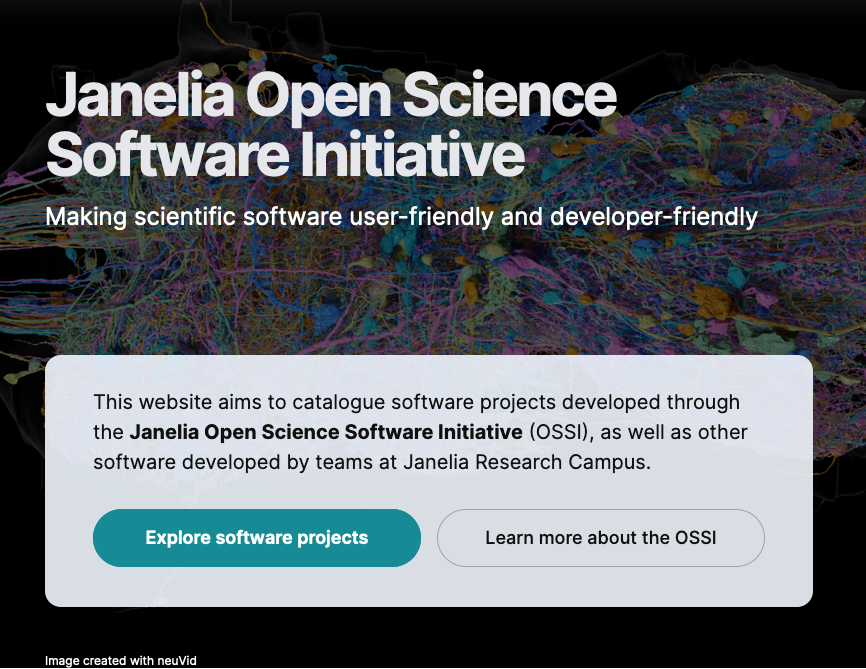 Janelia Open Science
Software Initiative
Making scientific software user-friendly and developer-friendly
This website aims to catalogue software projects developed through
the Janelia Open Science Software Initiative (OSSI), as well as other
software developed by teams at Janelia Research Campus.
Explore software projects
Learn more about the OSSI
Image created with neuVid